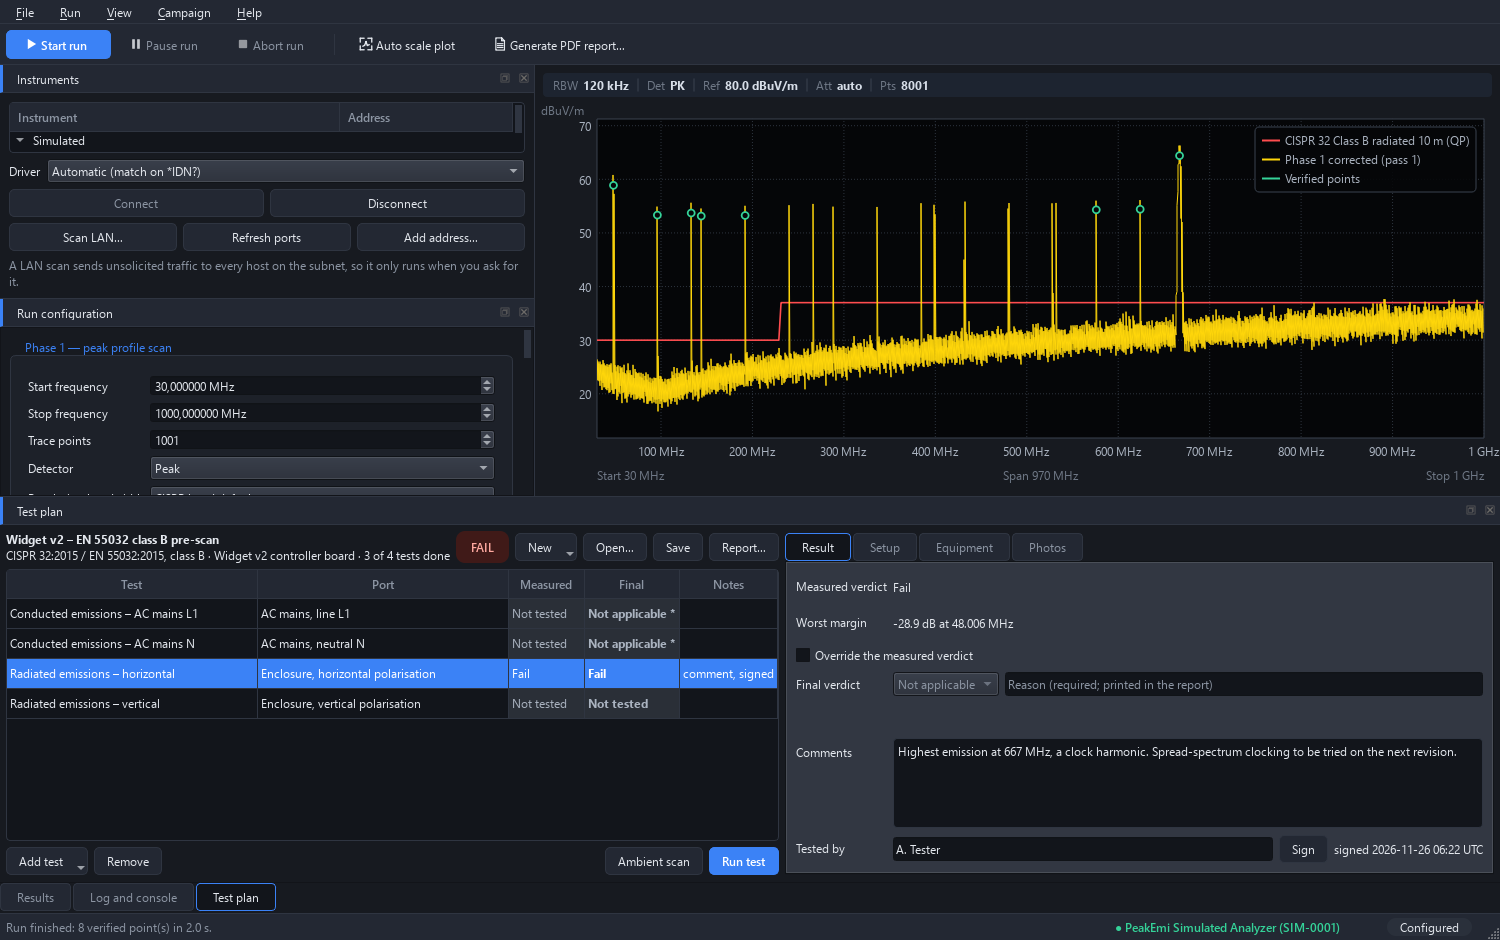 File Run View Campaign Help
Start run Pause run Abort run Auto scale plot Generate PDF report...
Instruments
Instrument Address
Simulated
Driver Automatic (match on *IDN?)
Connect Disconnect
Scan LAN... Refresh ports Add address...
A LAN scan sends unsolicited traffic to every host on the subnet, so it only runs when you ask for
it.
Run configuration
Phase 1 — peak profile scan
Start frequency 30,000000 MHz
Stop frequency 1000,000000 MHz
Trace points 1001
Detector Peak
RBW 120 kHz Det PK Ref 80.0 dBuV/m Att auto Pts 8001
dBuV/m
70
60
50
40
30
20
CISPR 32 Class B radiated 10 m (QP)
Phase 1 corrected (pass 1)
Verified points
100 MHz 200 MHz 300 MHz 400 MHz 500 MHz 600 MHz 700 MHz 800 MHz 900 MHz 1 GHz
Start 30 MHz Span 970 MHz Stop 1 GHz
Test plan
Widget v2 – EN 55032 class B pre-scan
CISPR 32:2015 / EN 55032:2015, class B · Widget v2 controller board · 3 of 4 tests done
FAIL New Open... Save Report...
Test Port Measured Final Notes
Conducted emissions – AC mains L1 AC mains, line L1 Not tested Not applicable *
Conducted emissions – AC mains N AC mains, neutral N Not tested Not applicable *
Radiated emissions – horizontal Enclosure, horizontal polarisation Fail Fail comment, signed
Radiated emissions – vertical Enclosure, vertical polarisation Not tested Not tested
Add test Remove Ambient scan Run test
Result Setup Equipment Photos
Measured verdict Fail
Worst margin -28.9 dB at 48.006 MHz
Override the measured verdict
Final verdict Not applicable Reason (required; printed in the report)
Comments Highest emission at 667 MHz, a clock harmonic. Spread-spectrum clocking to be tried on the next revision.
Tested by A. Tester Sign signed 2026-11-26 06:22 UTC
Results Log and console Test plan
Run finished: 8 verified point(s) in 2.0 s. PeakEmi Simulated Analyzer (SIM-0001) Configured